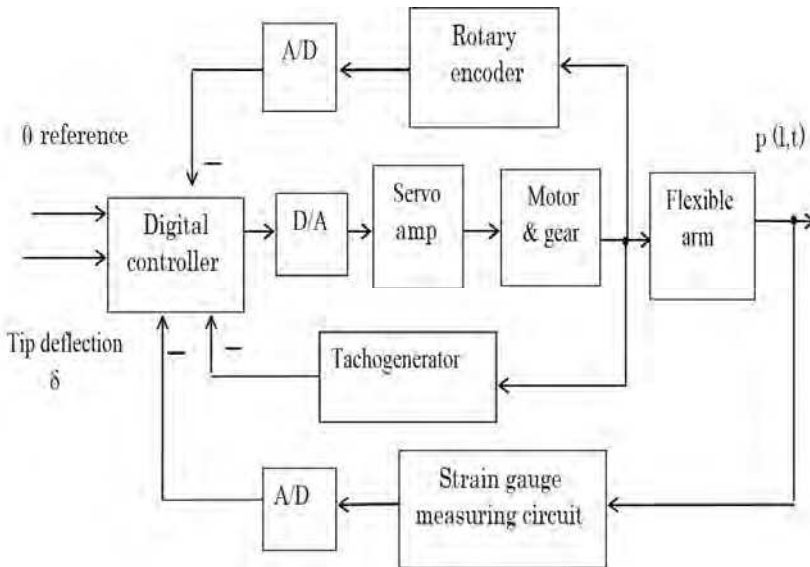 A/D
Rotary
encoder
θ reference
p (l,t)
Digital
controller
D/A
Servo
amp
Motor
& gear
Flexible
arm
Tip deflection
δ
Tachogenerator
A/D
Strain gauge
measuring circuit